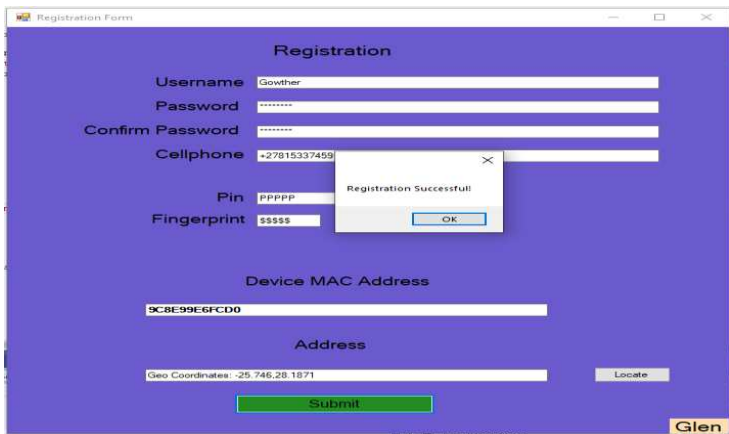 Registration Form
Registration
Username Gowther
Password --------
Confirm Password --------
Cellphone +27815337459
Registration Successful!
OK
Pin PPPPP
Fingerprint $$$$$
Device MAC Address
9C8E99E6FCD0
Address
Geo Coordinates: -25.746,28.1871
Locate
Submit
Glen